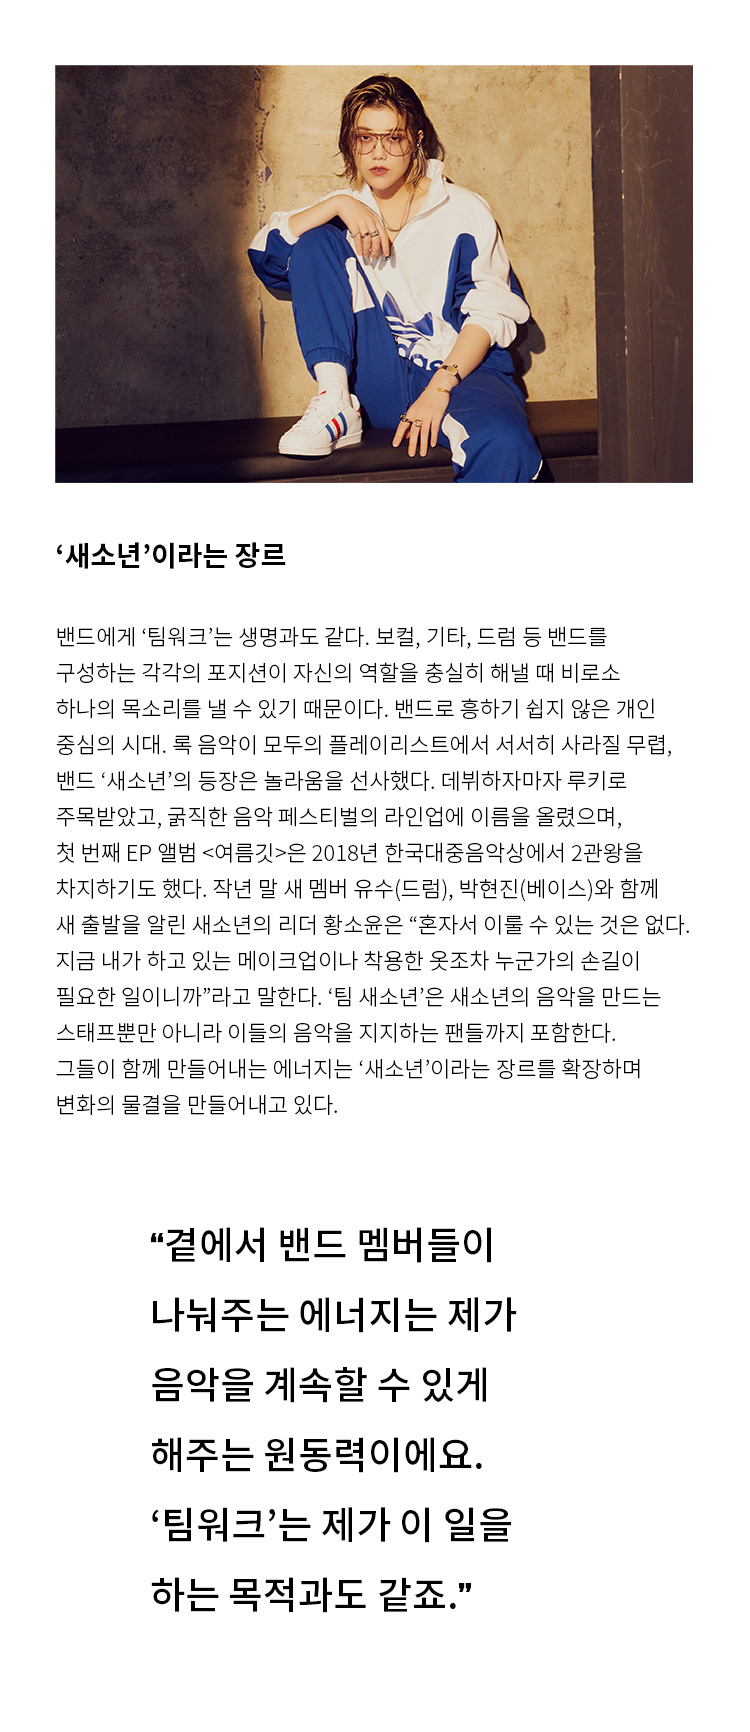 adidas
‘새소년’이라는 장르
밴드에게 ‘팀워크’는 생명과도 같다. 보컬, 기타, 드럼 등 밴드를
구성하는 각각의 포지션이 자신의 역할을 충실히 해낼 때 비로소
하나의 목소리를 낼 수 있기 때문이다. 밴드로 흥하기 쉽지 않은 개인
중심의 시대. 록 음악이 모두의 플레이리스트에서 서서히 사라질 무렵,
밴드 ‘새소년’의 등장은 놀라움을 선사했다. 데뷔하자마자 루키로
주목받았고, 굵직한 음악 페스티벌의 라인업에 이름을 올렸으며,
첫 번째 EP 앨범 <여름깃>은 2018년 한국대중음악상에서 2관왕을
차지하기도 했다. 작년 말 새 멤버 유수(드럼), 박현진(베이스)와 함께
새 출발을 알린 새소년의 리더 황소윤은 “혼자서 이룰 수 있는 것은 없다.
지금 내가 하고 있는 메이크업이나 착용한 옷조차 누군가의 손길이
필요한 일이니까”라고 말한다. ‘팀 새소년’은 새소년의 음악을 만드는
스태프뿐만 아니라 이들의 음악을 지지하는 팬들까지 포함한다.
그들이 함께 만들어내는 에너지는 ‘새소년’이라는 장르를 확장하며
변화의 물결을 만들어내고 있다.
“곁에서 밴드 멤버들이
나눠주는 에너지는 제가
음악을 계속할 수 있게
해주는 원동력이에요.
‘팀워크’는 제가 이 일을
하는 목적과도 같죠.”